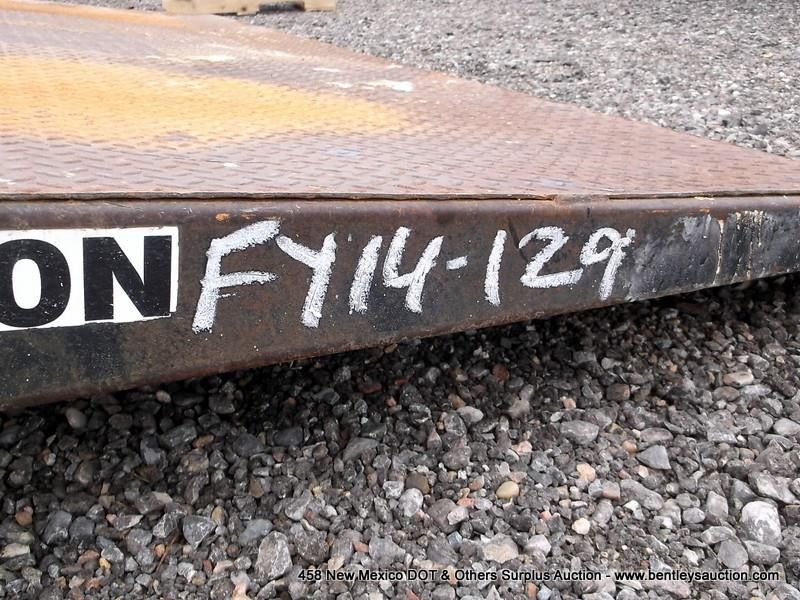 ON FY14-129
458 New Mexico DOT & Others Surplus Auction - www.bentleysauction.com